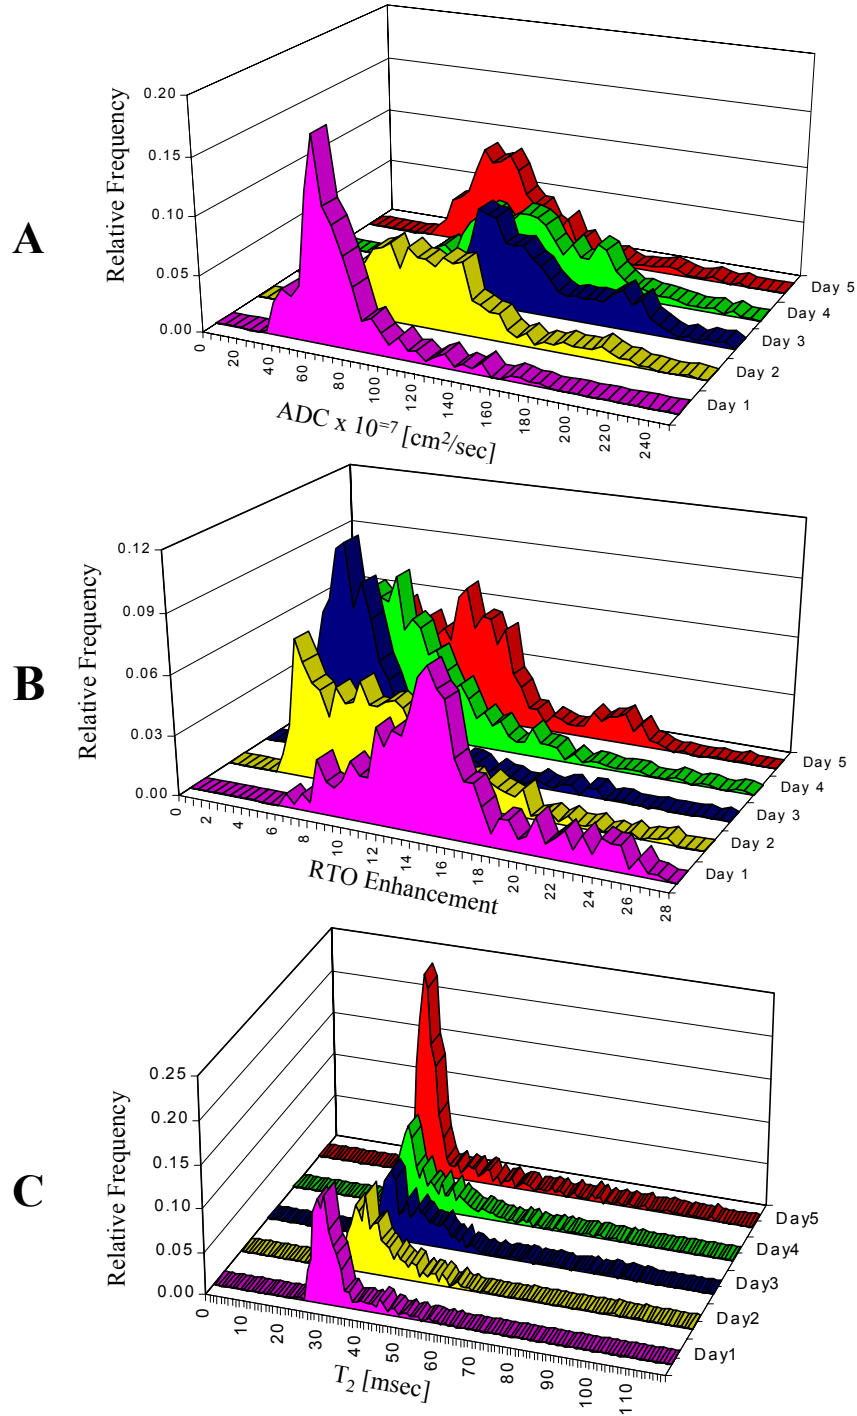 A
Relative Frequency
0.20
0.15
0.10
0.05
0.00
0 20 40 60 80 100 120 140 160 180 200 220 240
ADC x 10⁼⁷ [cm²/sec]
Day 5
Day 4
Day 3
Day 2
Day 1
B
Relative Frequency
0.12
0.09
0.06
0.03
0.00
0 2 4 6 8 10 12 14 16 18 20 22 24 26 28
RTO Enhancement
Day 5
Day 4
Day 3
Day 2
Day 1
C
Relative Frequency
0.25
0.20
0.15
0.10
0.05
0.00
0 10 20 30 40 50 60 70 80 90 100 110
T₂ [msec]
Day5
Day4
Day3
Day2
Day1